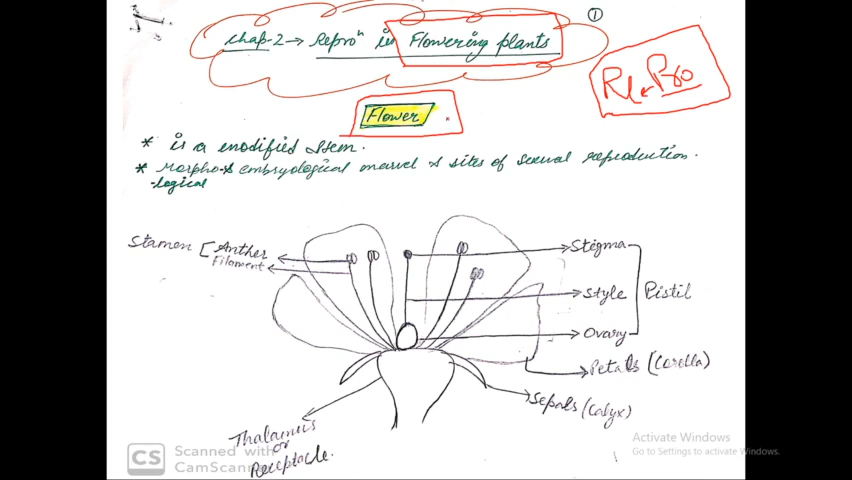 ①
Chap-2 → Repro^n in Flowering plants
Re Pro
Flower
* is a modified stem.
* Morpho- & embryological marvel & sites of sexual reproduction.
-logical
Stamen [Anther
Filament
Stigma
Style
Pistil
Ovary
Petals (Corolla)
Sepals (Calyx)
Thalamus
or
Receptacle.
CS Scanned with
CamScanner
Activate Windows
Go to Settings to activate Windows.